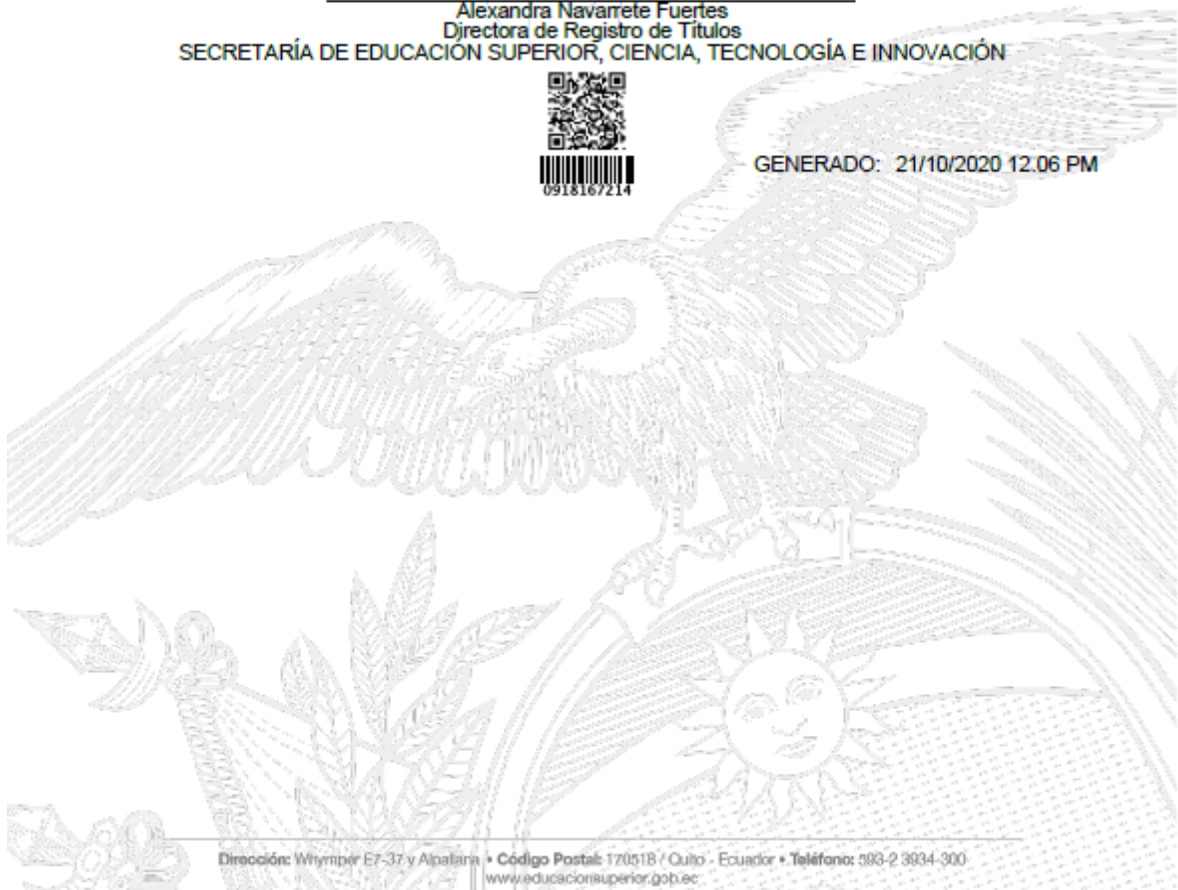 Alexandra Navarrete Fuertes
Directora de Registro de Títulos
SECRETARÍA DE EDUCACIÓN SUPERIOR, CIENCIA, TECNOLOGÍA E INNOVACIÓN
0918167214
GENERADO: 21/10/2020 12.06 PM
Dirección: Whymper E7-37 y Alpallana • Código Postal: 170518 / Quito - Ecuador • Teléfono: 593-2 3934-300
www.educacionsuperior.gob.ec